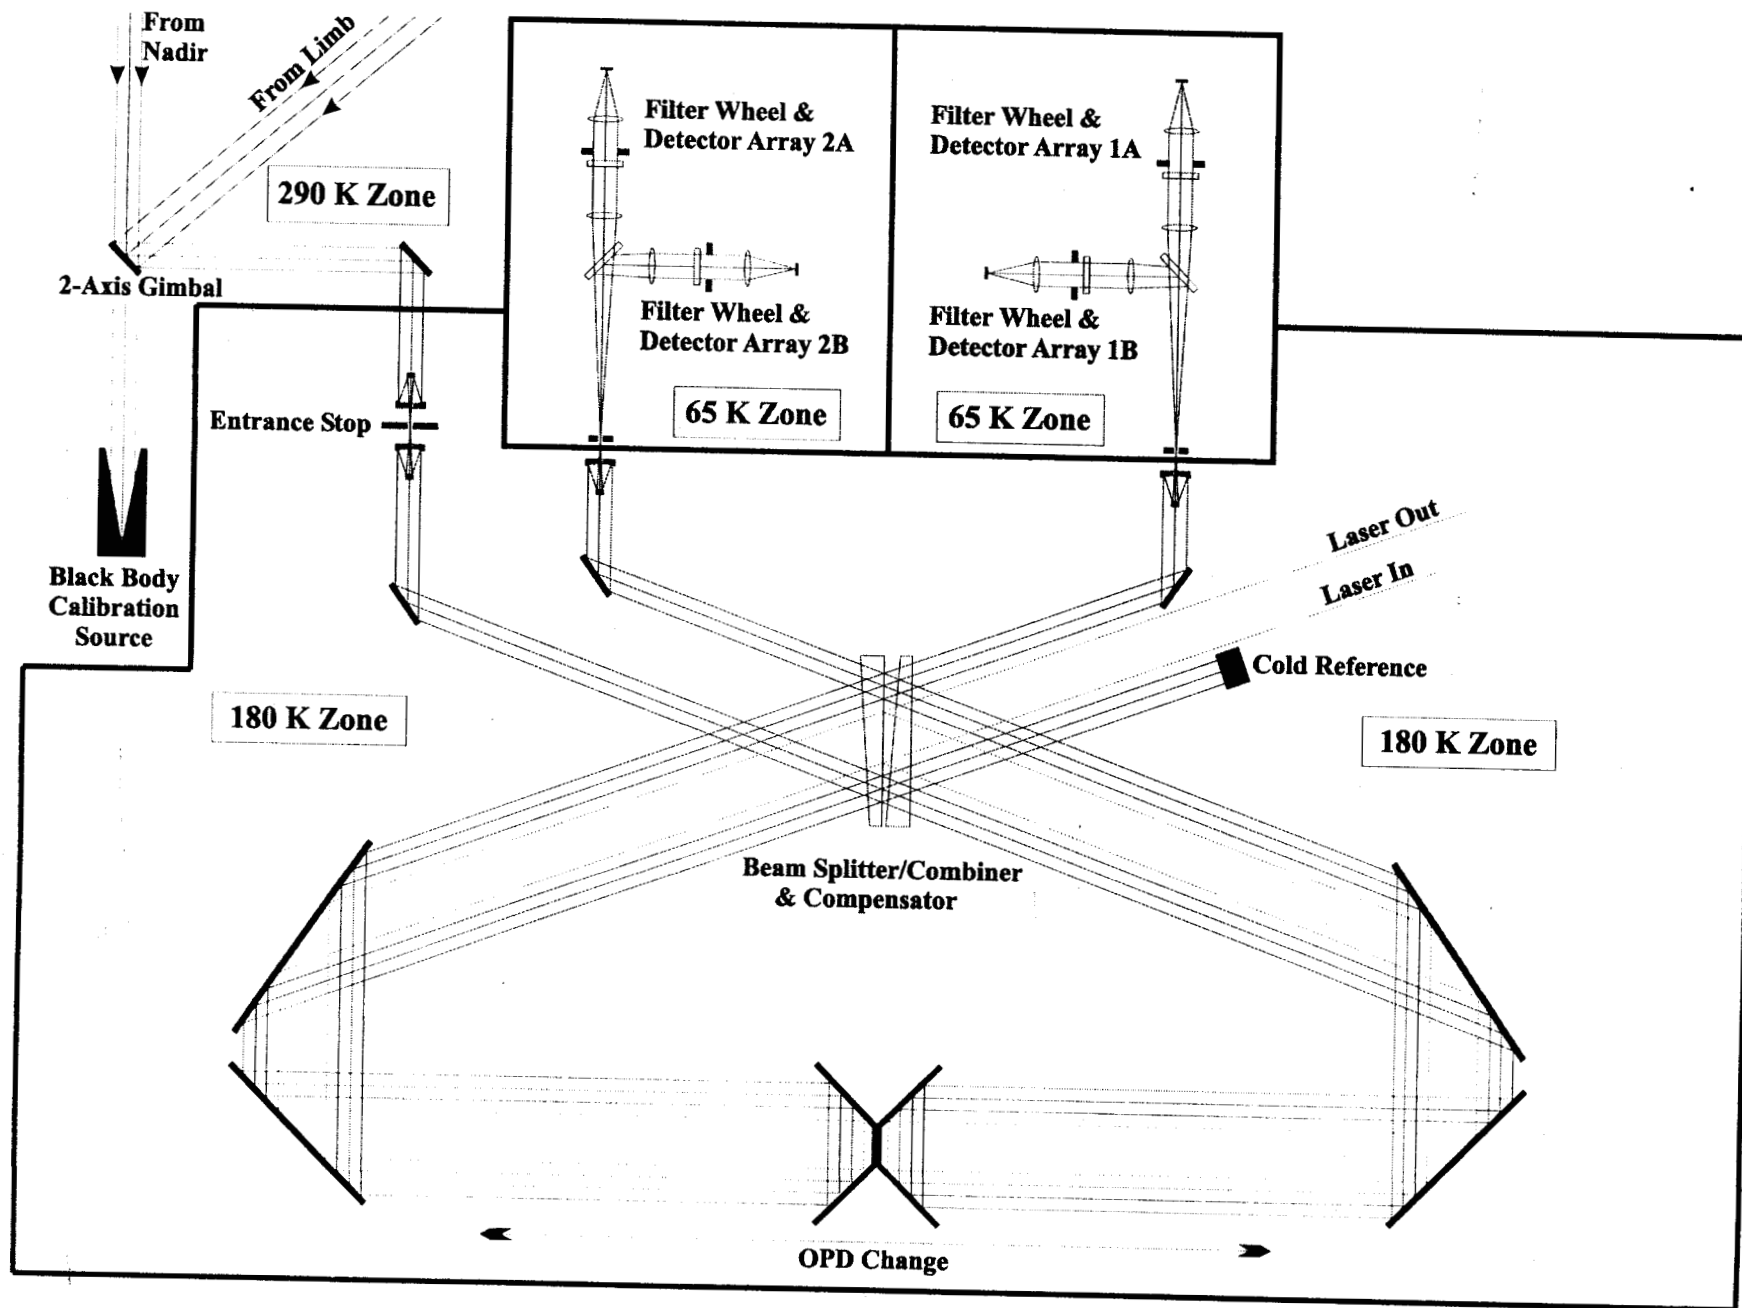 From
Nadir
From Limb
290 K Zone
2-Axis Gimbal
Filter Wheel &
Detector Array 2A
Filter Wheel &
Detector Array 1A
Filter Wheel &
Detector Array 2B
Filter Wheel &
Detector Array 1B
65 K Zone
65 K Zone
Entrance Stop
Black Body
Calibration
Source
Laser Out
Laser In
Cold Reference
180 K Zone
180 K Zone
Beam Splitter/Combiner
& Compensator
OPD Change